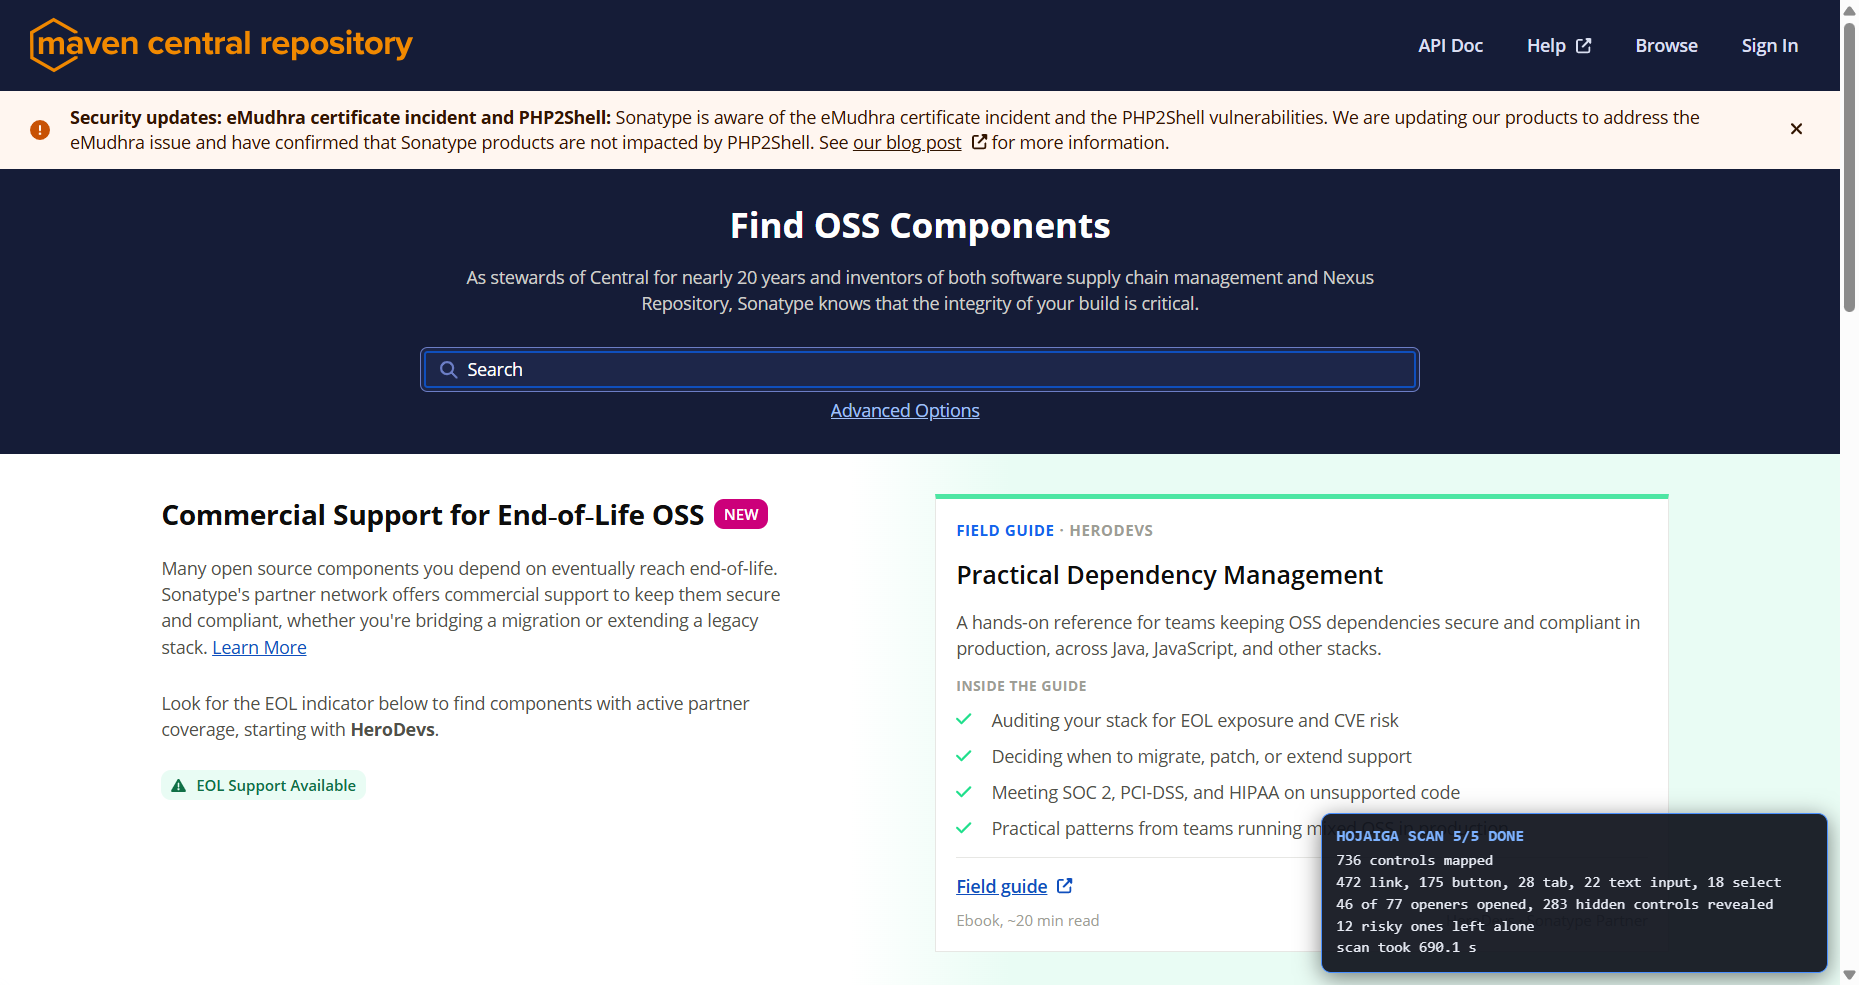 maven central repository
API Doc
Help
Browse
Sign In
Security updates: eMudhra certificate incident and PHP2Shell: Sonatype is aware of the eMudhra certificate incident and the PHP2Shell vulnerabilities. We are updating our products to address the
eMudhra issue and have confirmed that Sonatype products are not impacted by PHP2Shell. See our blog post for more information.
Find OSS Components
As stewards of Central for nearly 20 years and inventors of both software supply chain management and Nexus
Repository, Sonatype knows that the integrity of your build is critical.
Search
Advanced Options
Commercial Support for End-of-Life OSS NEW
Many open source components you depend on eventually reach end-of-life.
Sonatype's partner network offers commercial support to keep them secure
and compliant, whether you're bridging a migration or extending a legacy
stack. Learn More
Look for the EOL indicator below to find components with active partner
coverage, starting with HeroDevs.
EOL Support Available
FIELD GUIDE · HERODEVS
Practical Dependency Management
A hands-on reference for teams keeping OSS dependencies secure and compliant in
production, across Java, JavaScript, and other stacks.
INSIDE THE GUIDE
Auditing your stack for EOL exposure and CVE risk
Deciding when to migrate, patch, or extend support
Meeting SOC 2, PCI-DSS, and HIPAA on unsupported code
Practical patterns from teams running mixed OSS in production
Field guide
Ebook, ~20 min read
HOJAIGA SCAN 5/5 DONE
736 controls mapped
472 link, 175 button, 28 tab, 22 text input, 18 select
46 of 77 openers opened, 283 hidden controls revealed
12 risky ones left alone
scan took 690.1 s